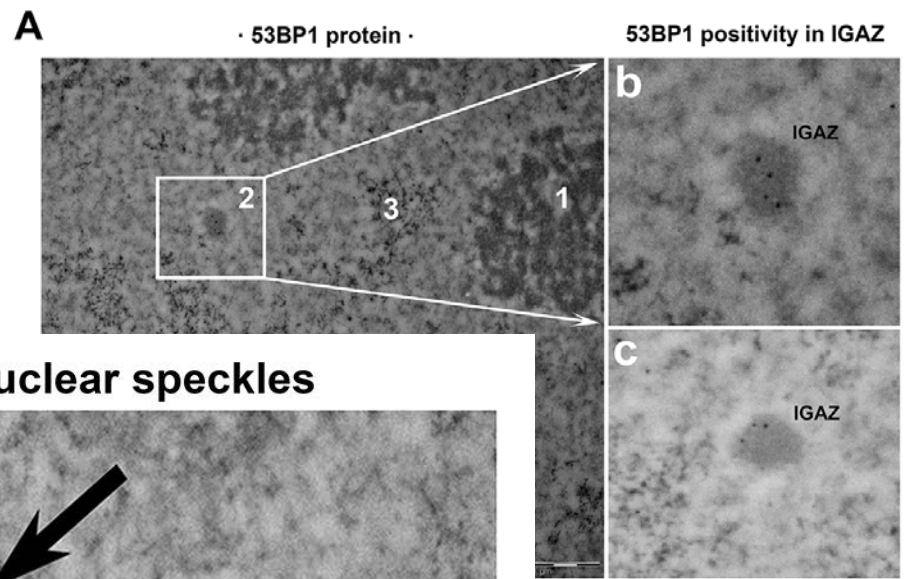 A
· 53BP1 protein ·
53BP1 positivity in IGAZ
b
IGAZ
2
3
1
c
IGAZ
uclear speckles